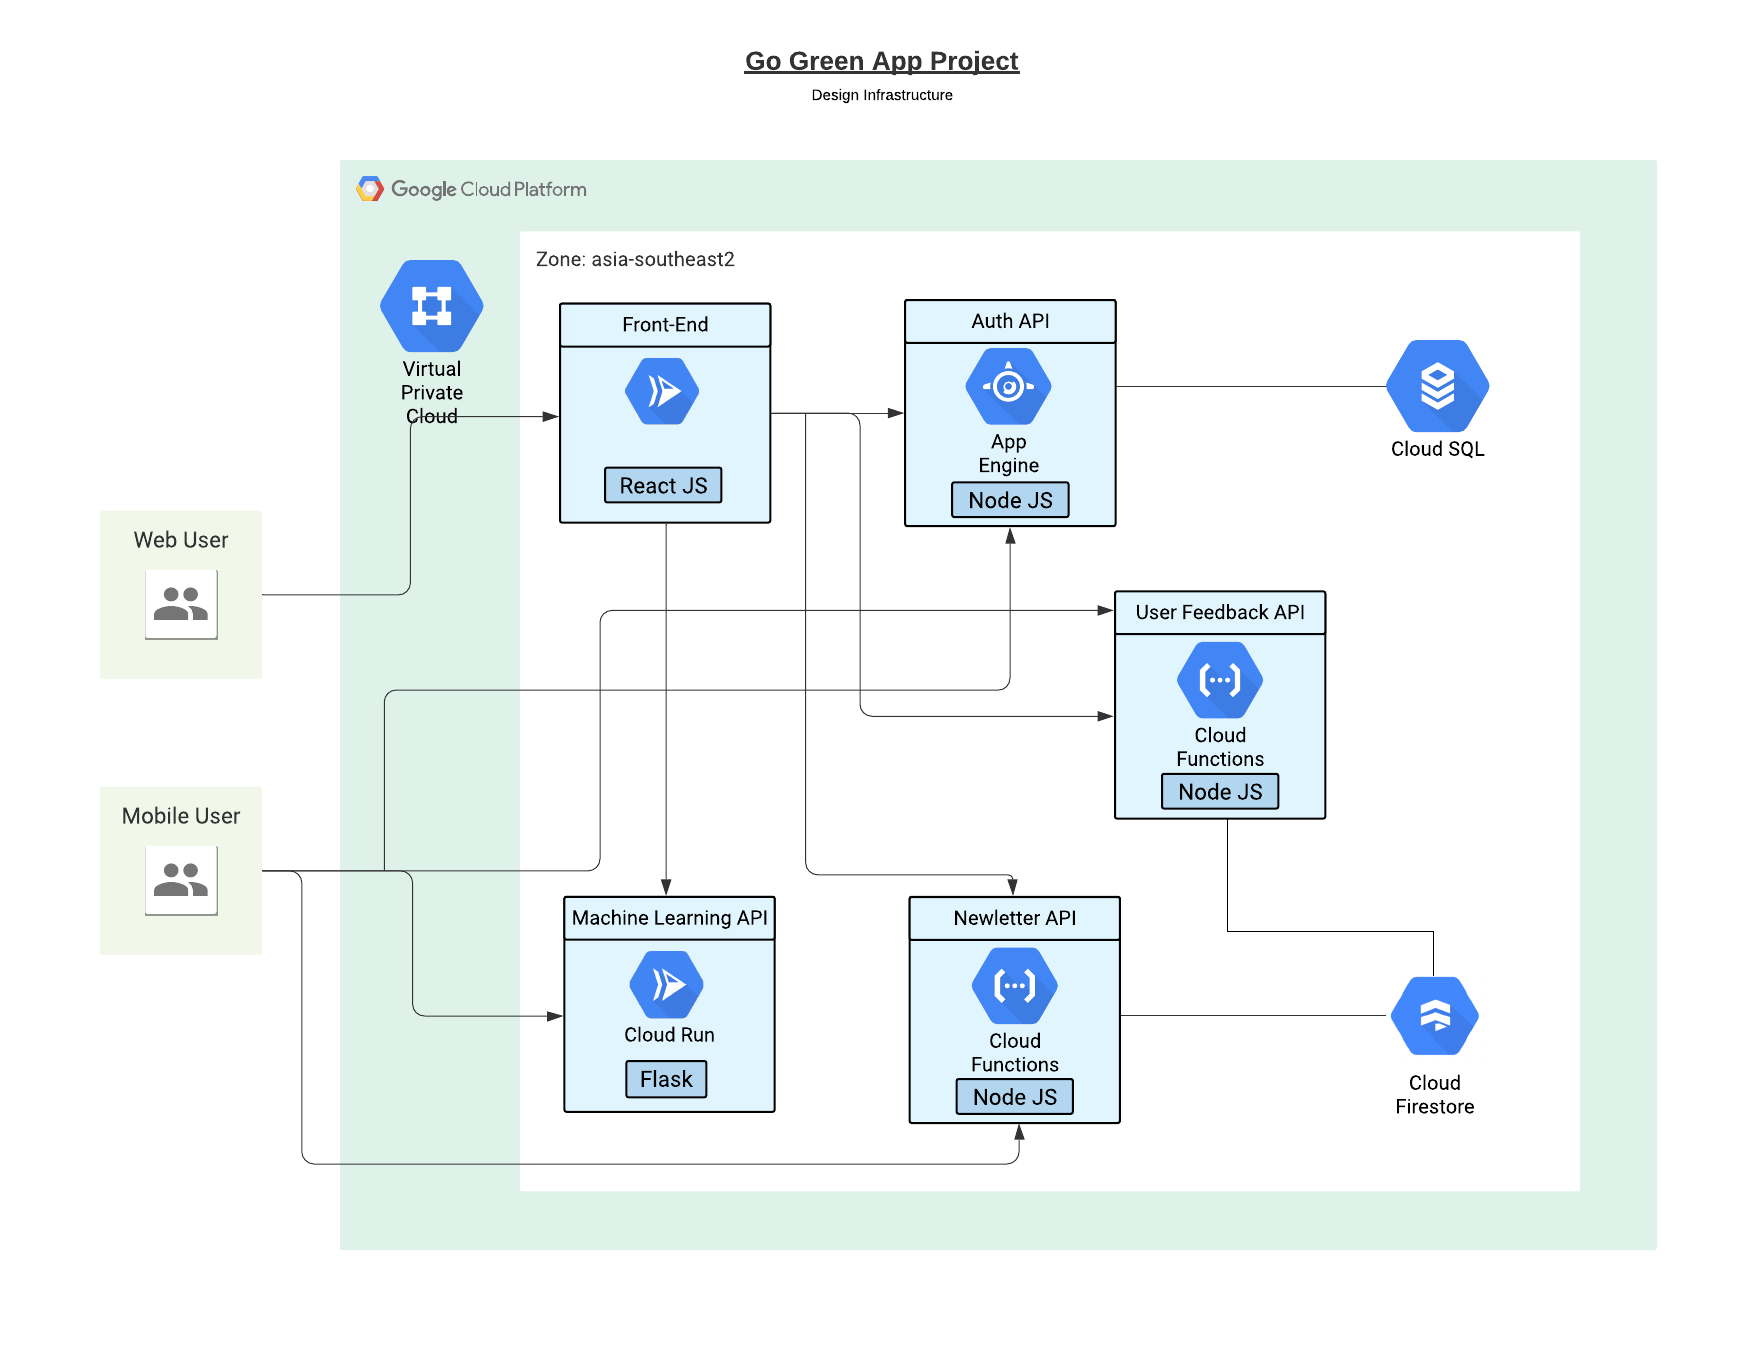 Go Green App Project
Design Infrastructure
Google Cloud Platform
Zone: asia-southeast2
Virtual
Private
Cloud
Front-End
React JS
Auth API
App
Engine
Node JS
Cloud SQL
Web User
User Feedback API
Cloud
Functions
Node JS
Mobile User
Machine Learning API
Cloud Run
Flask
Newletter API
Cloud
Functions
Node JS
Cloud
Firestore